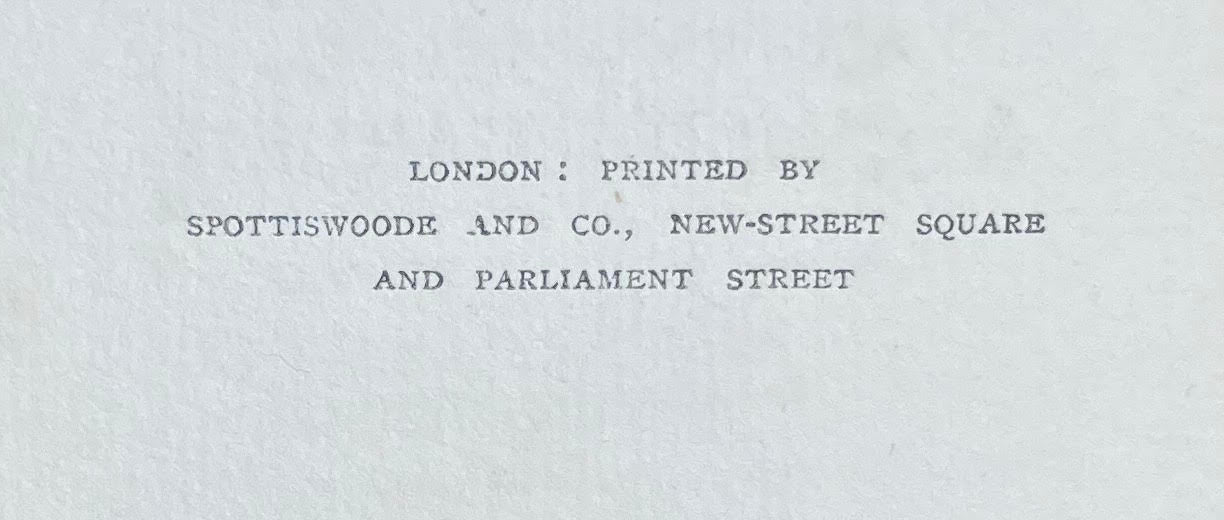 LONDON : PRINTED BY
SPOTTISWOODE AND CO., NEW-STREET SQUARE
AND PARLIAMENT STREET